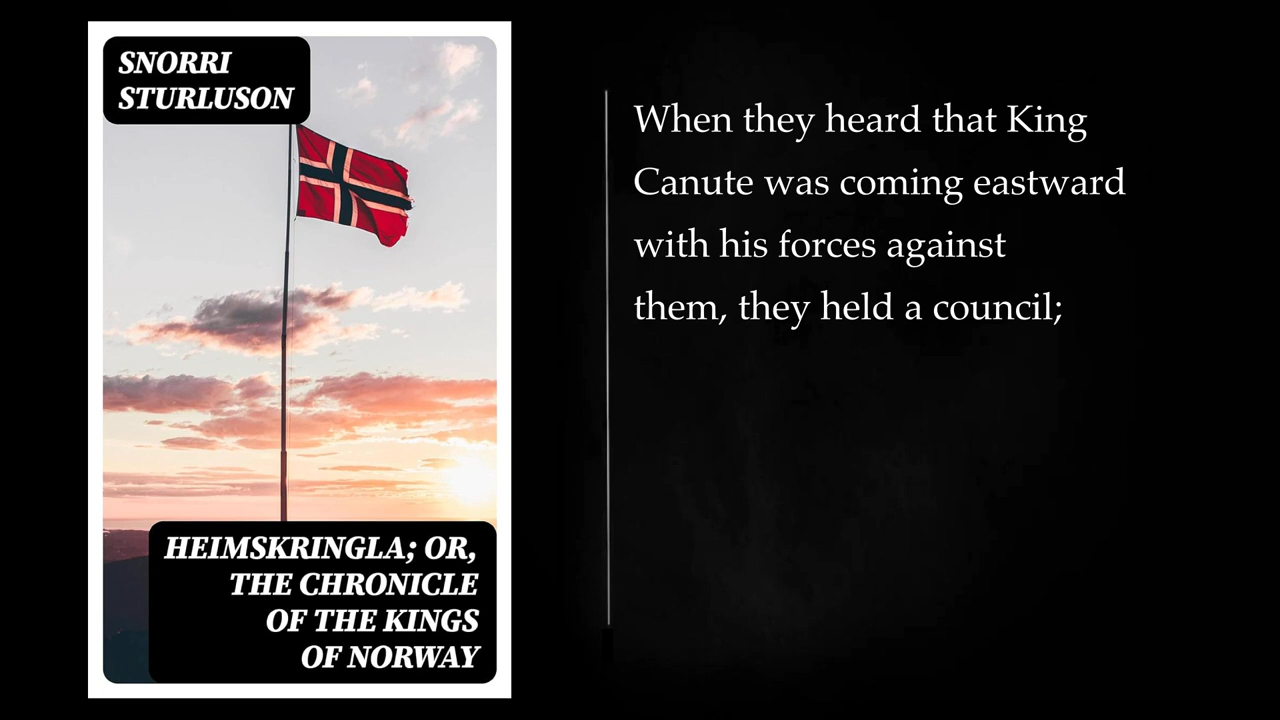 SNORRI
STURLUSON
HEIMSKRINGLA; OR,
THE CHRONICLE
OF THE KINGS
OF NORWAY
When they heard that King
Canute was coming eastward
with his forces against
them, they held a council;